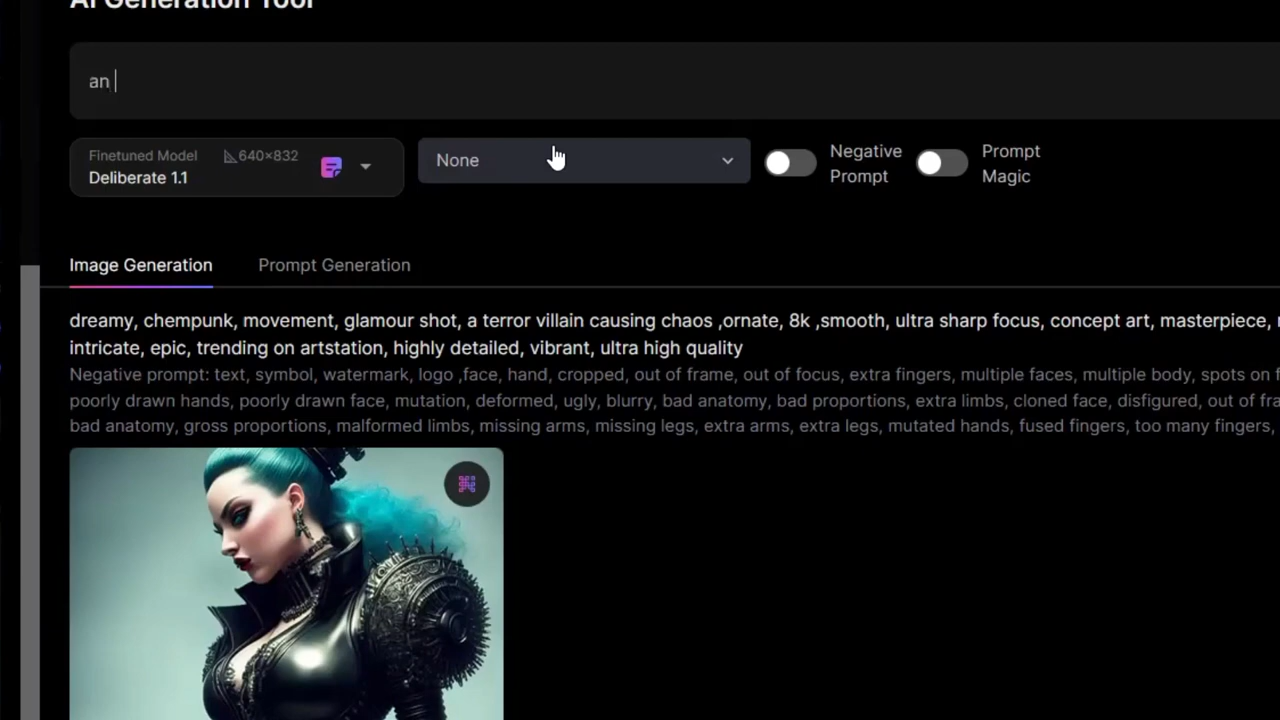 AI Generation Tool
an
Finetuned Model 640×832
Deliberate 1.1
None
Negative
Prompt
Prompt
Magic
Image Generation Prompt Generation
dreamy, chempunk, movement, glamour shot, a terror villain causing chaos ,ornate, 8k ,smooth, ultra sharp focus, concept art, masterpiece,
intricate, epic, trending on artstation, highly detailed, vibrant, ultra high quality
Negative prompt: text, symbol, watermark, logo ,face, hand, cropped, out of frame, out of focus, extra fingers, multiple faces, multiple body, spots on
poorly drawn hands, poorly drawn face, mutation, deformed, ugly, blurry, bad anatomy, bad proportions, extra limbs, cloned face, disfigured, out of
bad anatomy, gross proportions, malformed limbs, missing arms, missing legs, extra arms, extra legs, mutated hands, fused fingers, too many fingers,